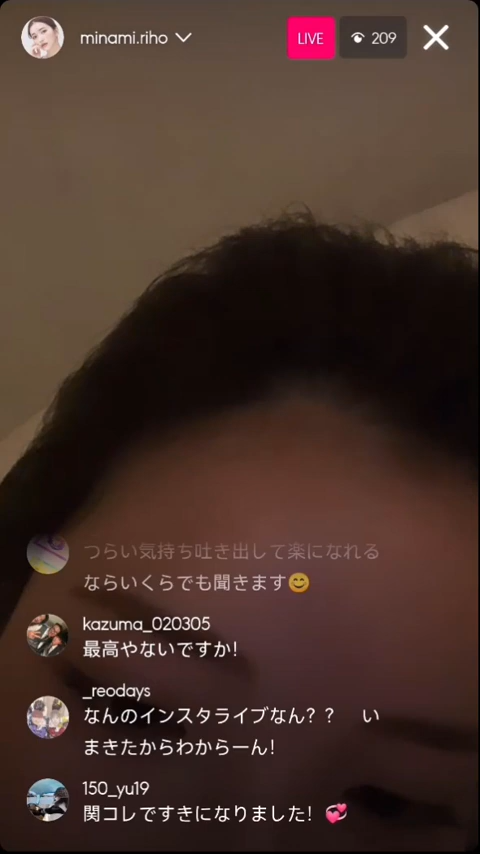 minami.riho
LIVE
209
つらい気持ち吐き出して楽になれる
ならいくらでも聞きます😊
kazuma_020305
最高やないですか!
_reodays
なんのインスタライブなん??　い
まきたからわからーん!
150_yu19
関コレですきになりました! 💞